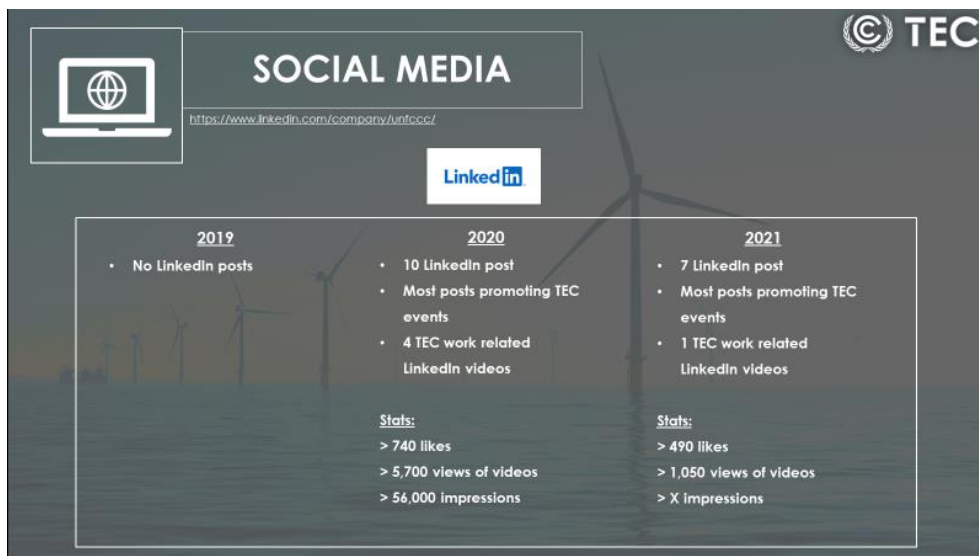 TEC
SOCIAL MEDIA
https://www.linkedin.com/company/unfccc/
Linked in
2019
• No LinkedIn posts
2020
• 10 LinkedIn post
• Most posts promoting TEC
events
• 4 TEC work related
LinkedIn videos
Stats:
> 740 likes
> 5,700 views of videos
> 56,000 impressions
2021
• 7 LinkedIn post
• Most posts promoting TEC
events
• 1 TEC work related
LinkedIn videos
Stats:
> 490 likes
> 1,050 views of videos
> X impressions